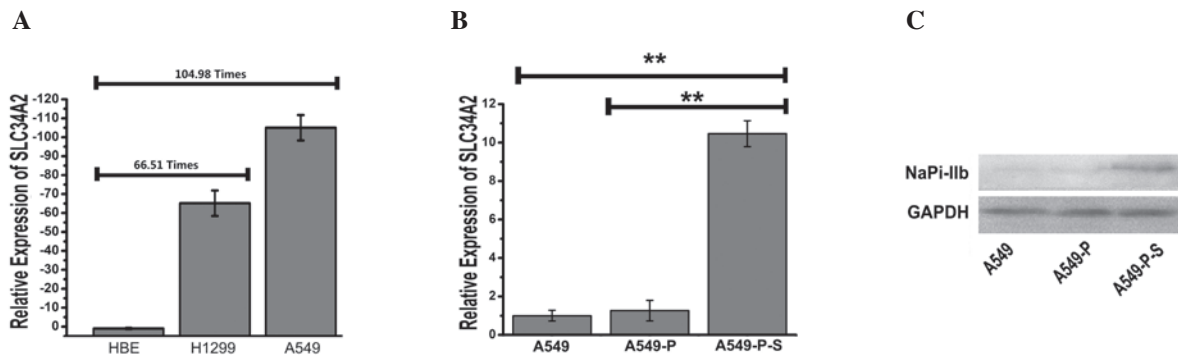 A
104.98 Times
66.51 Times
Relative Expression of SLC34A2
-120
-110
-100
-90
-80
-70
-60
-50
-40
-30
-20
-10
0
HBE H1299 A549
B
**
**
Relative Expression of SLC34A2
12
10
8
6
4
2
0
A549 A549-P A549-P-S
C
NaPi-IIb
GAPDH
A549 A549-P A549-P-S